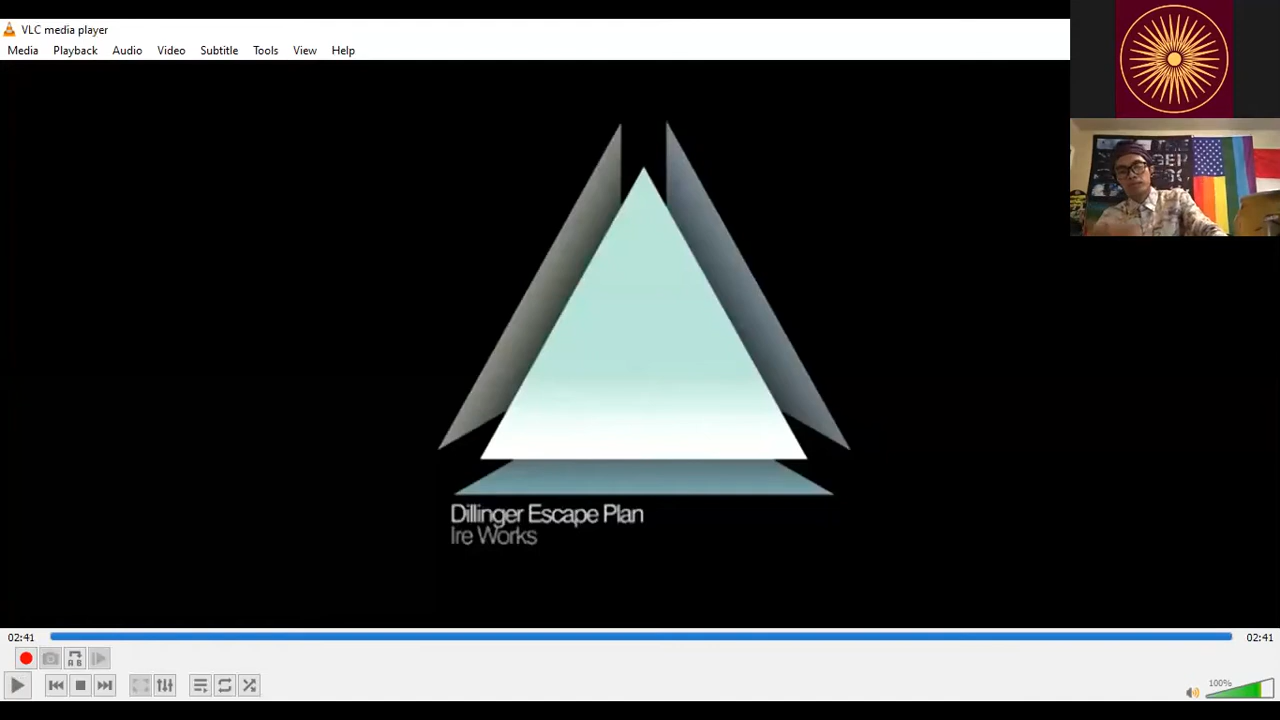 VLC media player
Media Playback Audio Video Subtitle Tools View Help
Dillinger Escape Plan
Ire Works
02:41 02:41
A B
100%